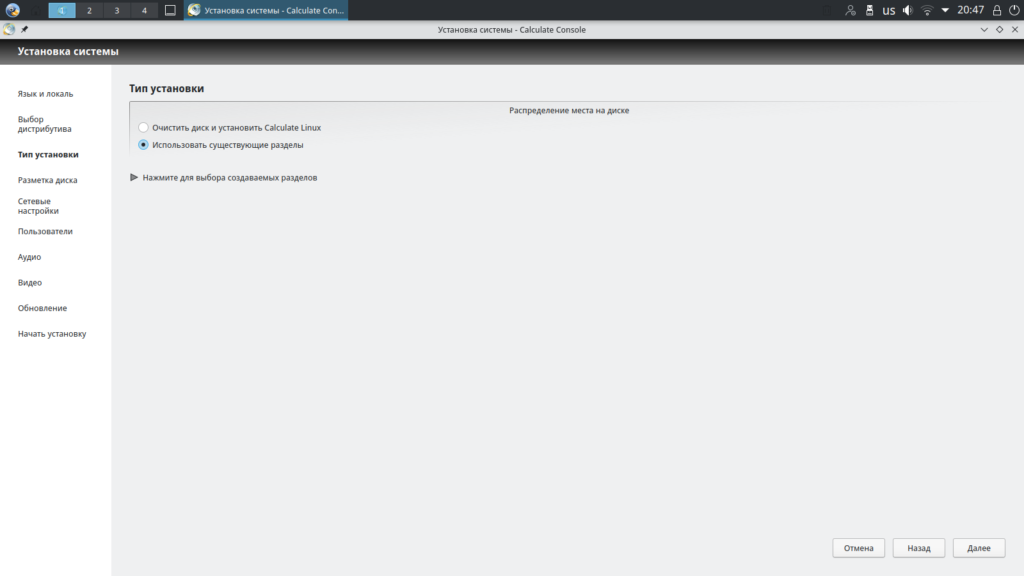 2
3
4
Установка системы - Calculate Con...
us
20:47
Установка системы - Calculate Console
Установка системы
Язык и локаль
Выбор
дистрибутива
Тип установки
Разметка диска
Сетевые
настройки
Пользователи
Аудио
Видео
Обновление
Начать установку
Тип установки
Распределение места на диске
Очистить диск и установить Calculate Linux
Использовать существующие разделы
Нажмите для выбора создаваемых разделов
Отмена
Назад
Далее